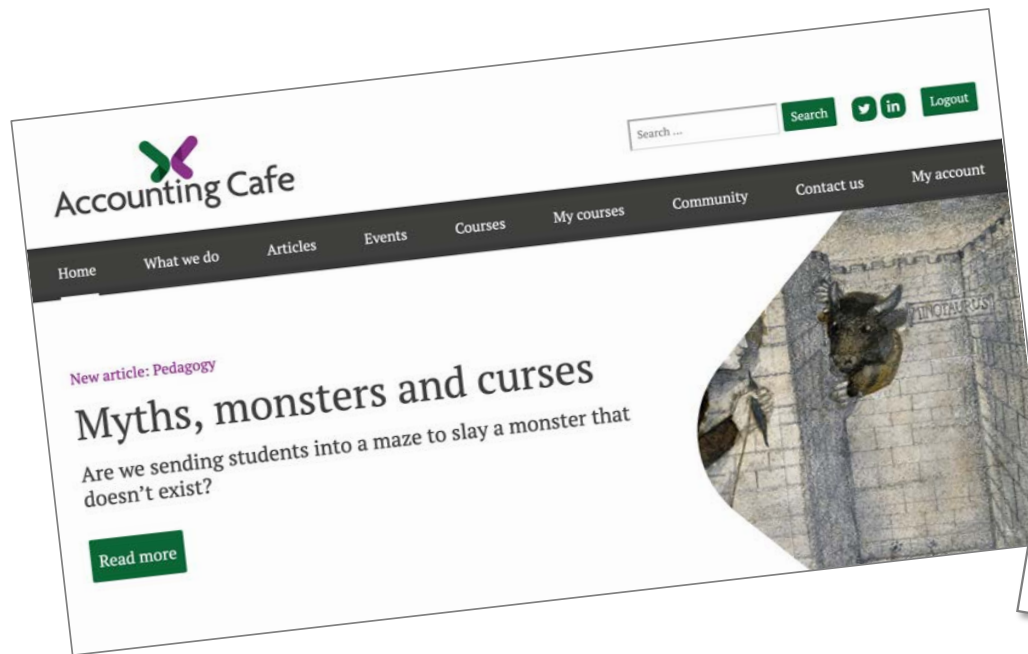 Accounting Cafe
Search ...
Search
Logout
Home
What we do
Articles
Events
Courses
My courses
Community
Contact us
My account
New article: Pedagogy
Myths, monsters and curses
Are we sending students into a maze to slay a monster that
doesn't exist?
Read more
MINOTAURUS